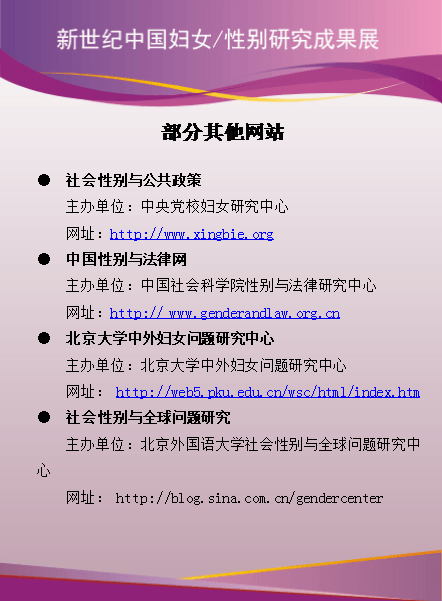 新世纪中国妇女/性别研究成果展
部分其他网站
● 社会性别与公共政策
主办单位：中央党校妇女研究中心
网址：http://www.xingbie.org
● 中国性别与法律网
主办单位：中国社会科学院性别与法律研究中心
网址：http:// www.genderandlaw.org.cn
● 北京大学中外妇女问题研究中心
主办单位：北京大学中外妇女问题研究中心
网址： http://web5.pku.edu.cn/wsc/html/index.htm
● 社会性别与全球问题研究
主办单位：北京外国语大学社会性别与全球问题研究中
心
网址： http://blog.sina.com.cn/gendercenter